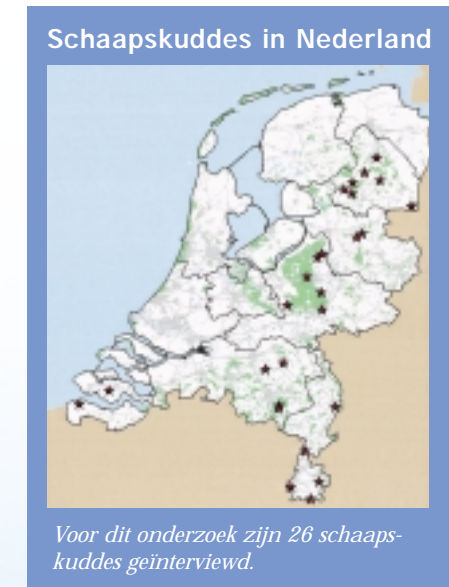 Schaapskuddes in Nederland
Voor dit onderzoek zijn 26 schaaps-
kuddes geïnterviewd.